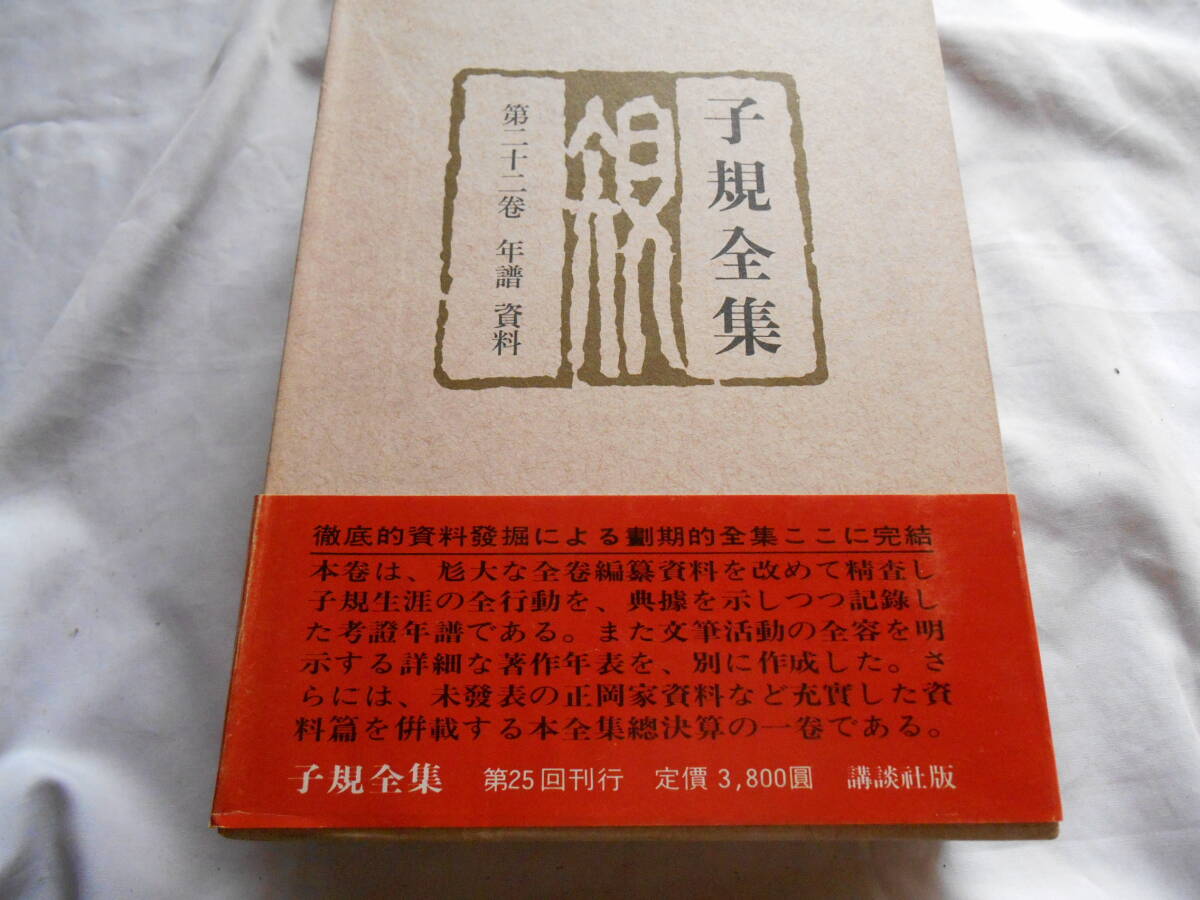 子規全集
第二十二卷 年譜 資料
徹底的資料發掘による劃期的全集ここに完結
本卷は、尨大な全卷編纂資料を改めて精査し
子規生涯の全行動を、典據を示しつつ記錄し
た考證年譜である。また文筆活動の全容を明
示する詳細な著作年表を、別に作成した。さ
らには、未發表の正岡家資料など充實した資
料篇を併載する本全集總決算の一卷である。
子規全集 第25回刊行 定價 3,800圓 講談社版